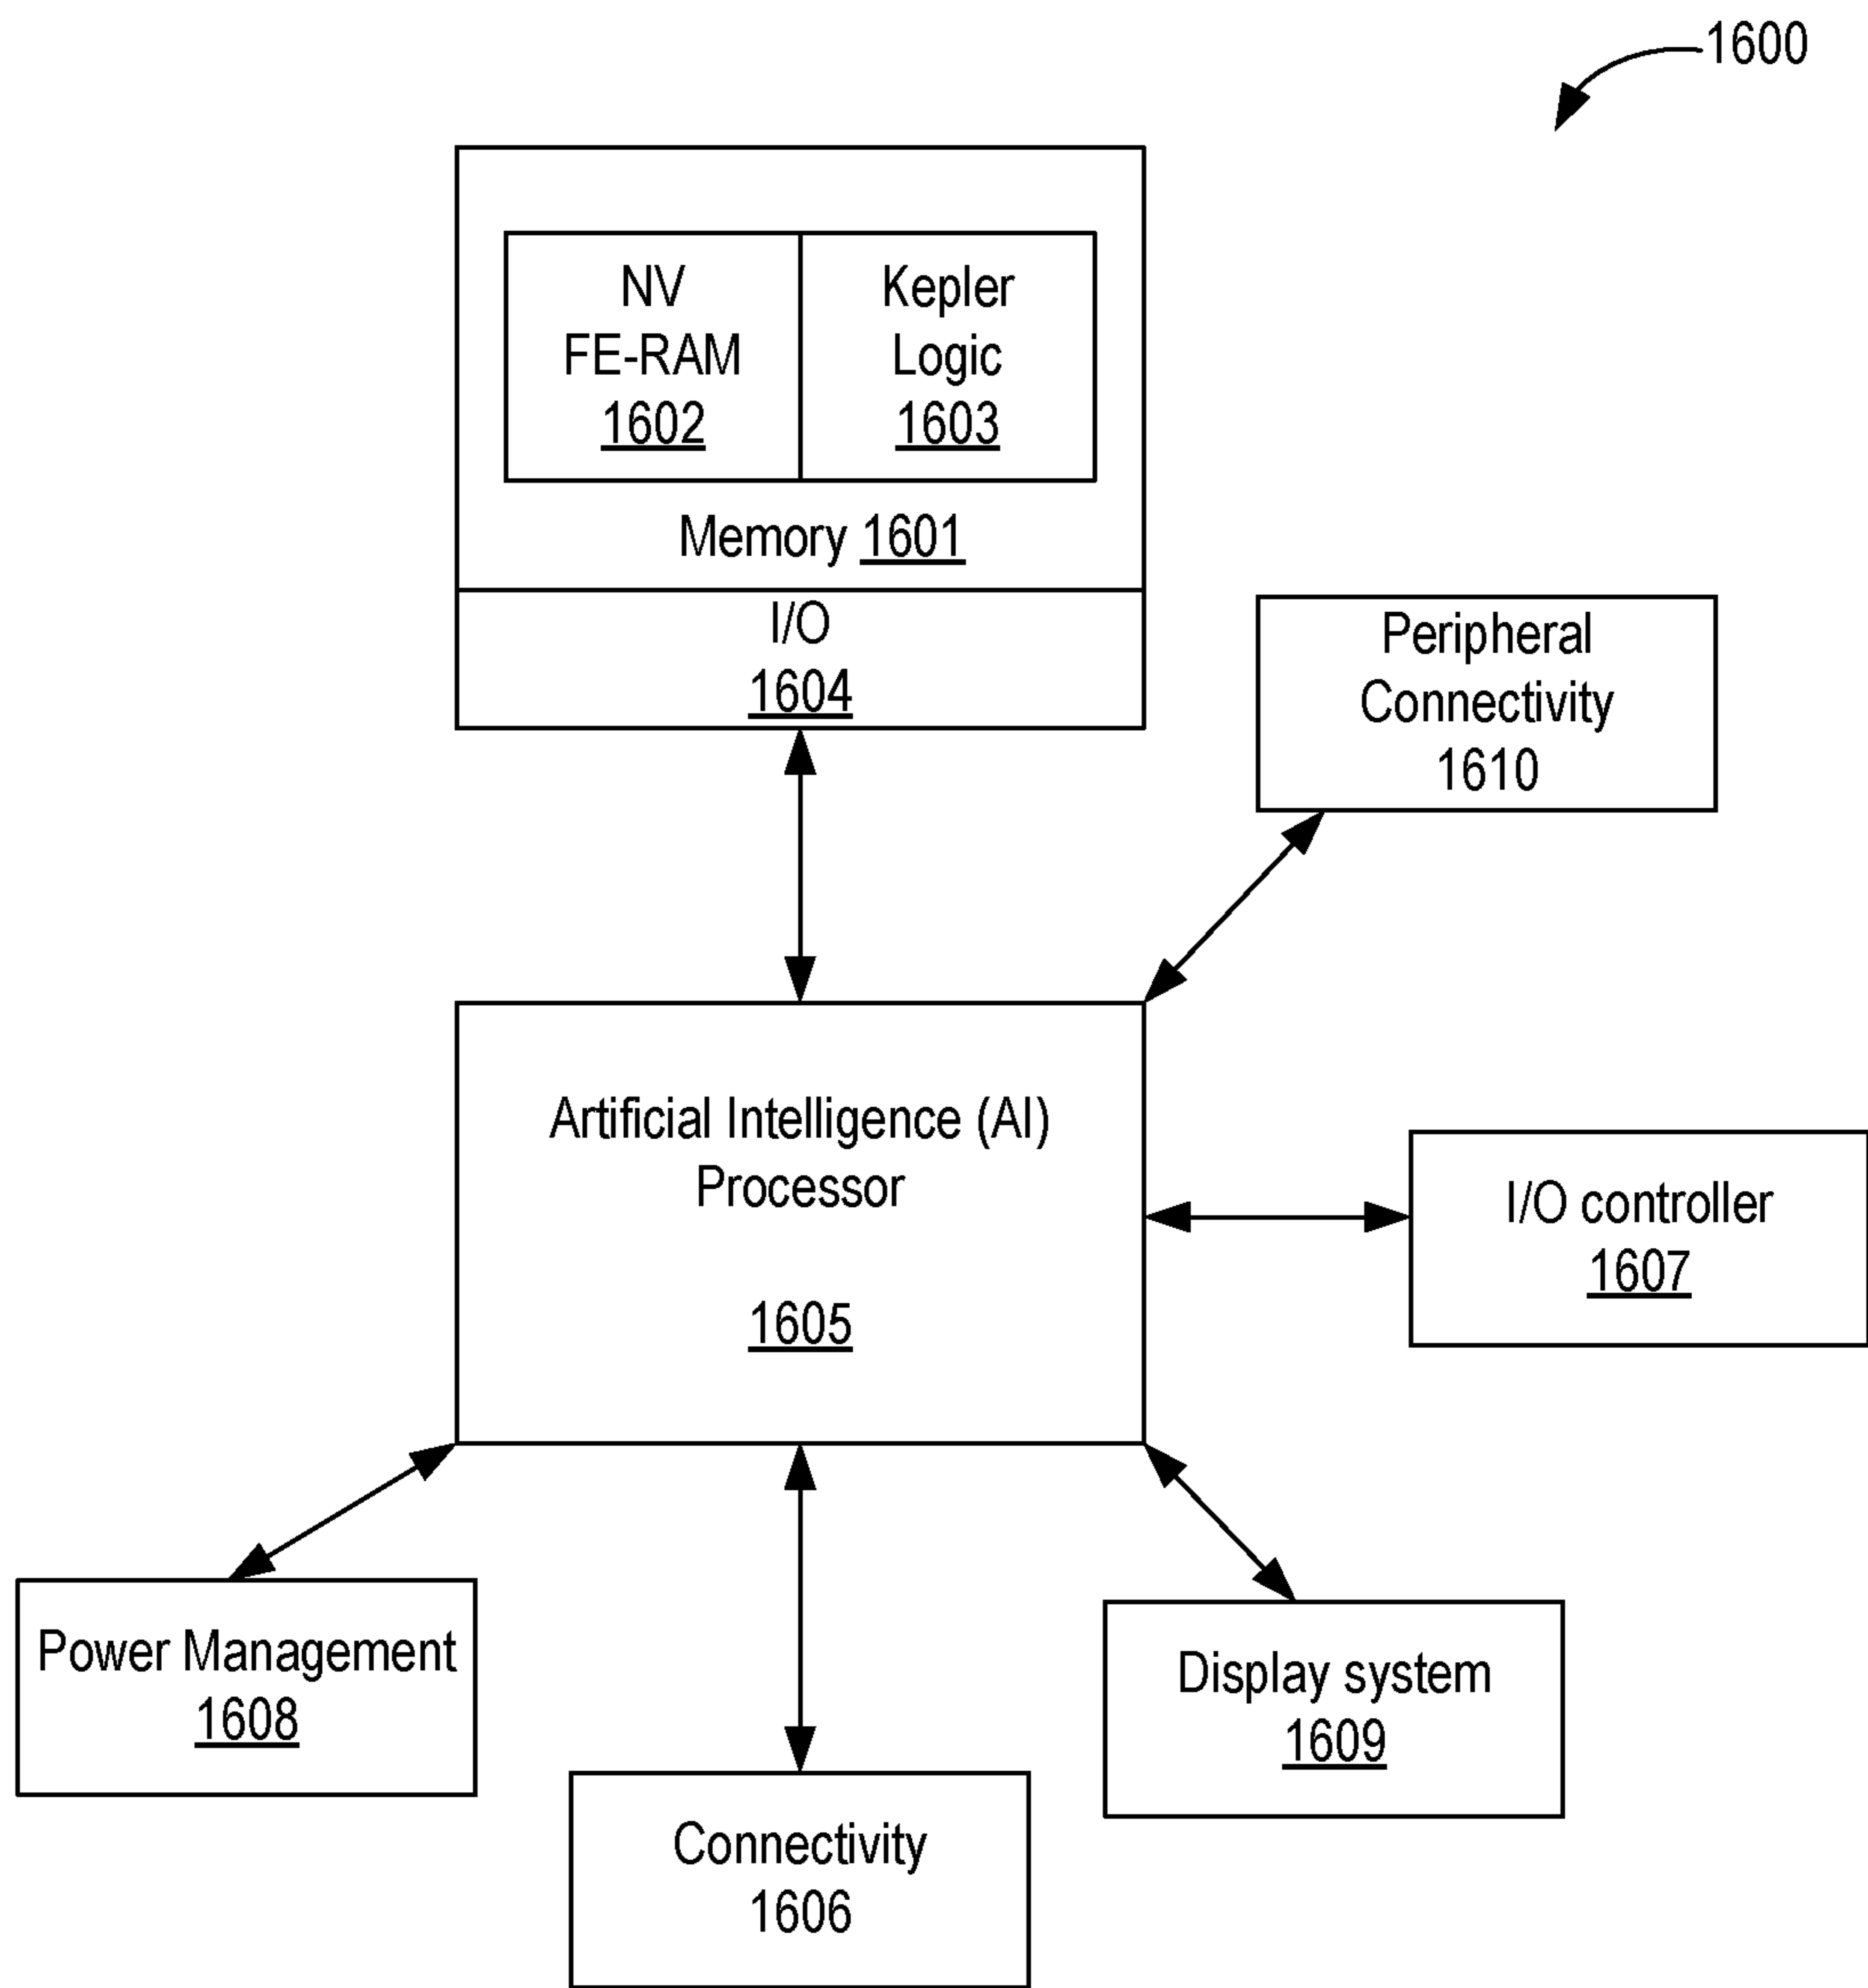 1600
NV
FE-RAM
1602
Kepler
Logic
1603
Memory 1601
I/O
1604
Peripheral
Connectivity
1610
Artificial Intelligence (AI)
Processor
1605
I/O controller
1607
Power Management
1608
Display system
1609
Connectivity
1606